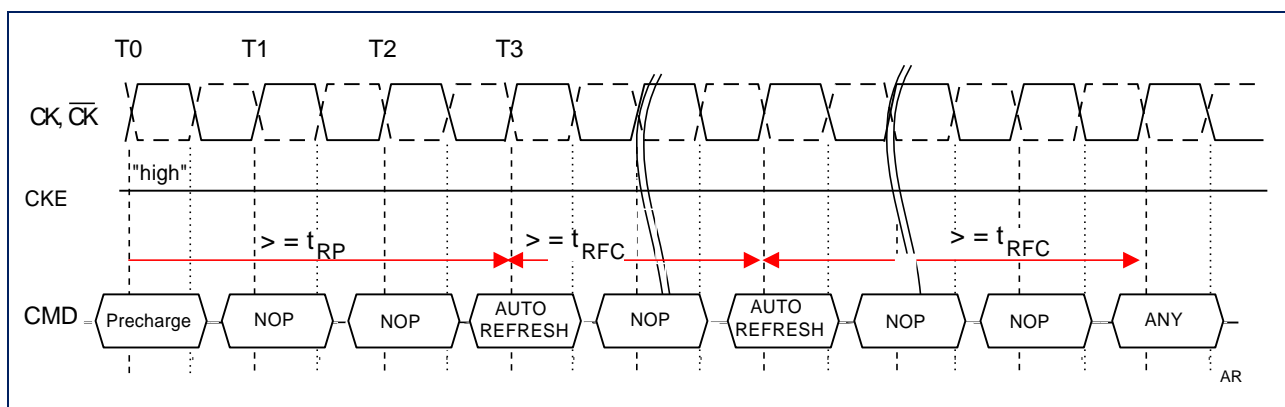 T0 T1 T2 T3
CK, C̅K̅
"high"
CKE
> = tRP > = tRFC > = tRFC
CMD Precharge NOP NOP AUTO REFRESH NOP AUTO REFRESH NOP NOP ANY
AR